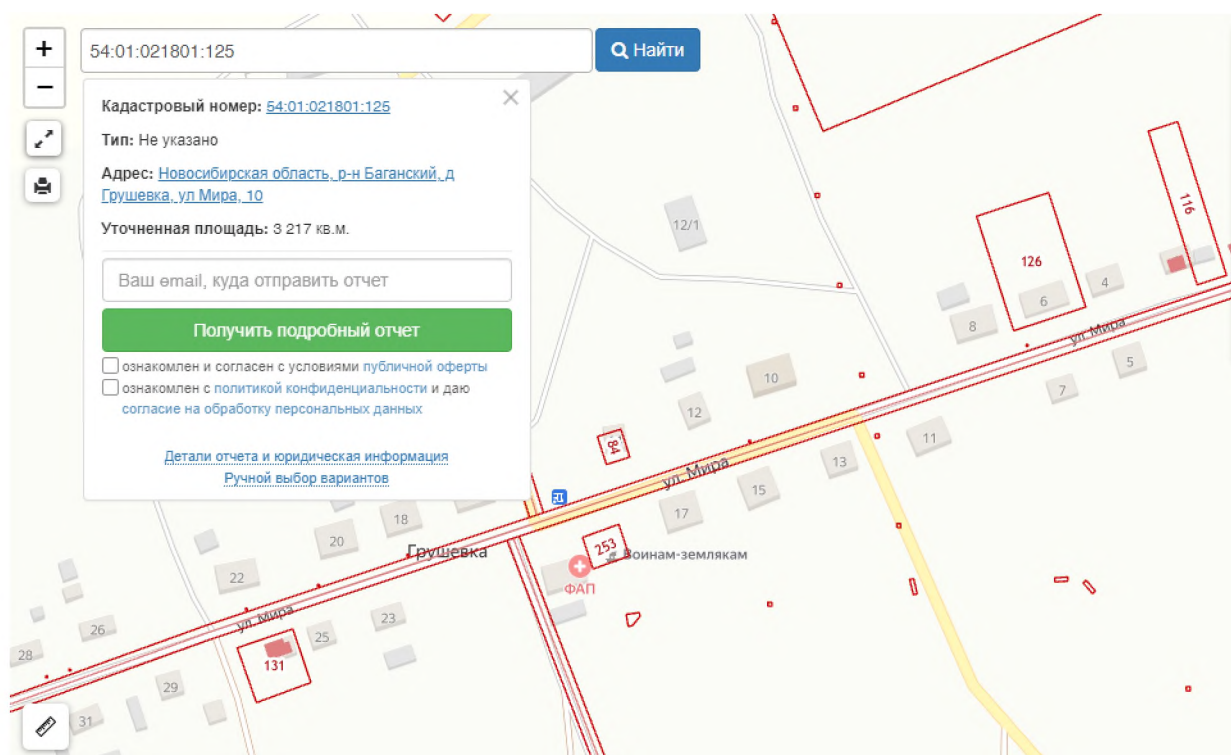 +
54:01:021801:125
Найти
−
Кадастровый номер: 54:01:021801:125
×
Тип: Не указано
Адрес: Новосибирская область, р-н Баганский, д
Грушевка, ул Мира, 10
Уточненная площадь: 3 217 кв.м.
Ваш email, куда отправить отчет
Получить подробный отчет
ознакомлен и согласен с условиями публичной оферты
ознакомлен с политикой конфиденциальности и даю
согласие на обработку персональных данных
Детали отчета и юридическая информация
Ручной выбор вариантов
116
12/1
126
4
6
8
ул. Мира
5
7
10
12
11
84
13
ул. Мира
15
17
18
20
Грушевка
253
Воинам-землякам
ФАП
22
ул. Мира
23
25
26
28
131
29
31